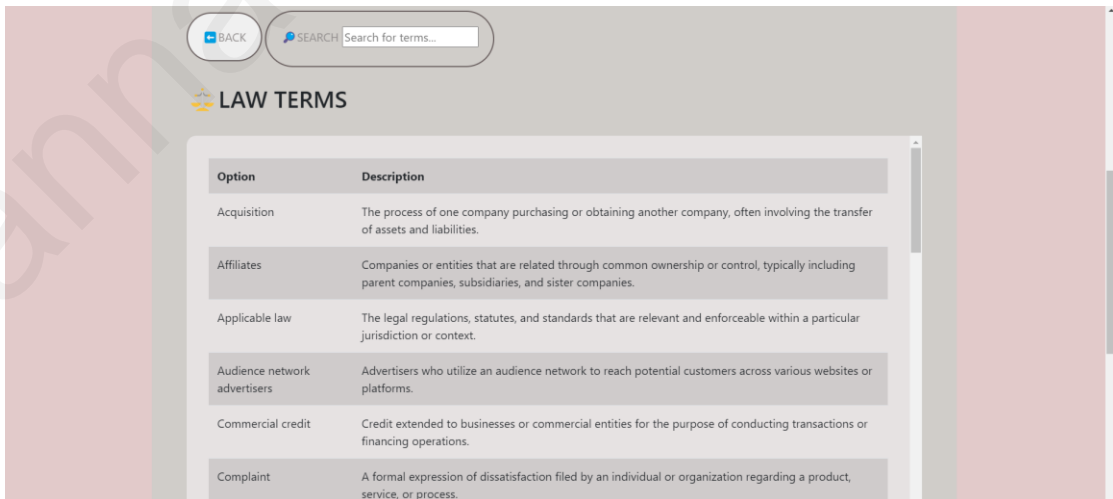 BACK
SEARCH Search for terms...
LAW TERMS
Option Description
Acquisition The process of one company purchasing or obtaining another company, often involving the transfer
of assets and liabilities.
Affiliates Companies or entities that are related through common ownership or control, typically including
parent companies, subsidiaries, and sister companies.
Applicable law The legal regulations, statutes, and standards that are relevant and enforceable within a particular
jurisdiction or context.
Audience network Advertisers who utilize an audience network to reach potential customers across various websites or
advertisers platforms.
Commercial credit Credit extended to businesses or commercial entities for the purpose of conducting transactions or
financing operations.
Complaint A formal expression of dissatisfaction filed by an individual or organization regarding a product,
service, or process.